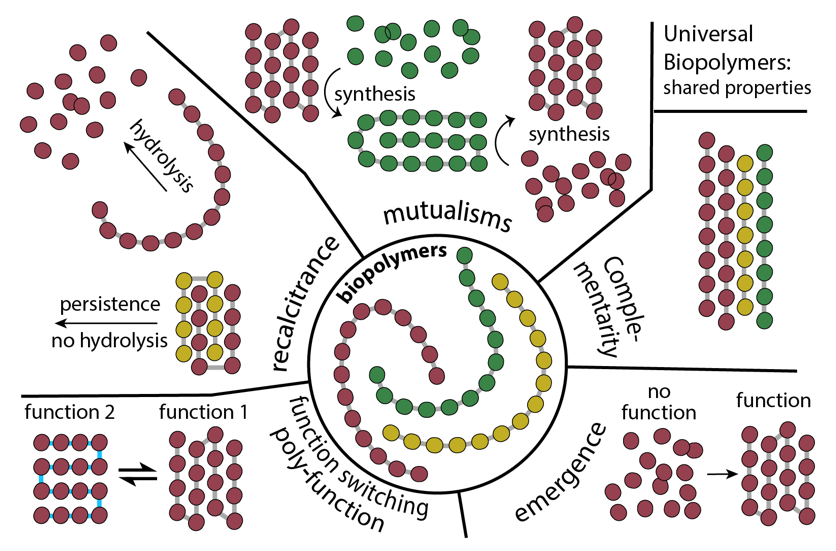 Universal
Biopolymers:
shared properties
synthesis
synthesis
hydrolysis
mutualisms
biopolymers
recalcitrance
Comple-
mentarity
persistence
no hydrolysis
function 2
function 1
function switching
poly-function
emergence
no
function
function